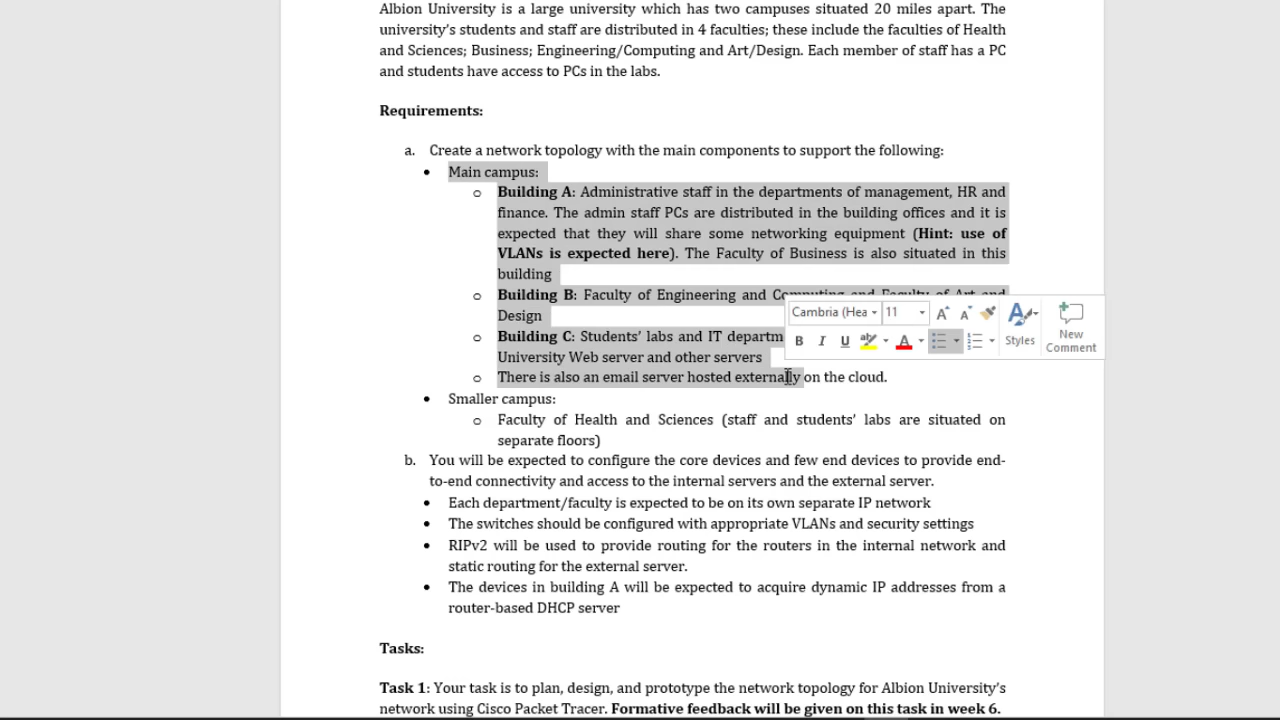 Albion University is a large university which has two campuses situated 20 miles apart. The
university's students and staff are distributed in 4 faculties; these include the faculties of Health
and Sciences; Business; Engineering/Computing and Art/Design. Each member of staff has a PC
and students have access to PCs in the labs.
Requirements:
a. Create a network topology with the main components to support the following:
• Main campus:
o Building A: Administrative staff in the departments of management, HR and
finance. The admin staff PCs are distributed in the building offices and it is
expected that they will share some networking equipment (Hint: use of
VLANs is expected here). The Faculty of Business is also situated in this
building
o Building B: Faculty of Engineering and Computing and Faculty of Art and
Design
o Building C: Students' labs and IT departm
University Web server and other servers
o There is also an email server hosted externally on the cloud.
Cambria (Hea 11
B I U A Styles New
Comment
• Smaller campus:
o Faculty of Health and Sciences (staff and students' labs are situated on
separate floors)
b. You will be expected to configure the core devices and few end devices to provide end-
to-end connectivity and access to the internal servers and the external server.
• Each department/faculty is expected to be on its own separate IP network
• The switches should be configured with appropriate VLANs and security settings
• RIPv2 will be used to provide routing for the routers in the internal network and
static routing for the external server.
• The devices in building A will be expected to acquire dynamic IP addresses from a
router-based DHCP server
Tasks:
Task 1: Your task is to plan, design, and prototype the network topology for Albion University's
network using Cisco Packet Tracer. Formative feedback will be given on this task in week 6.